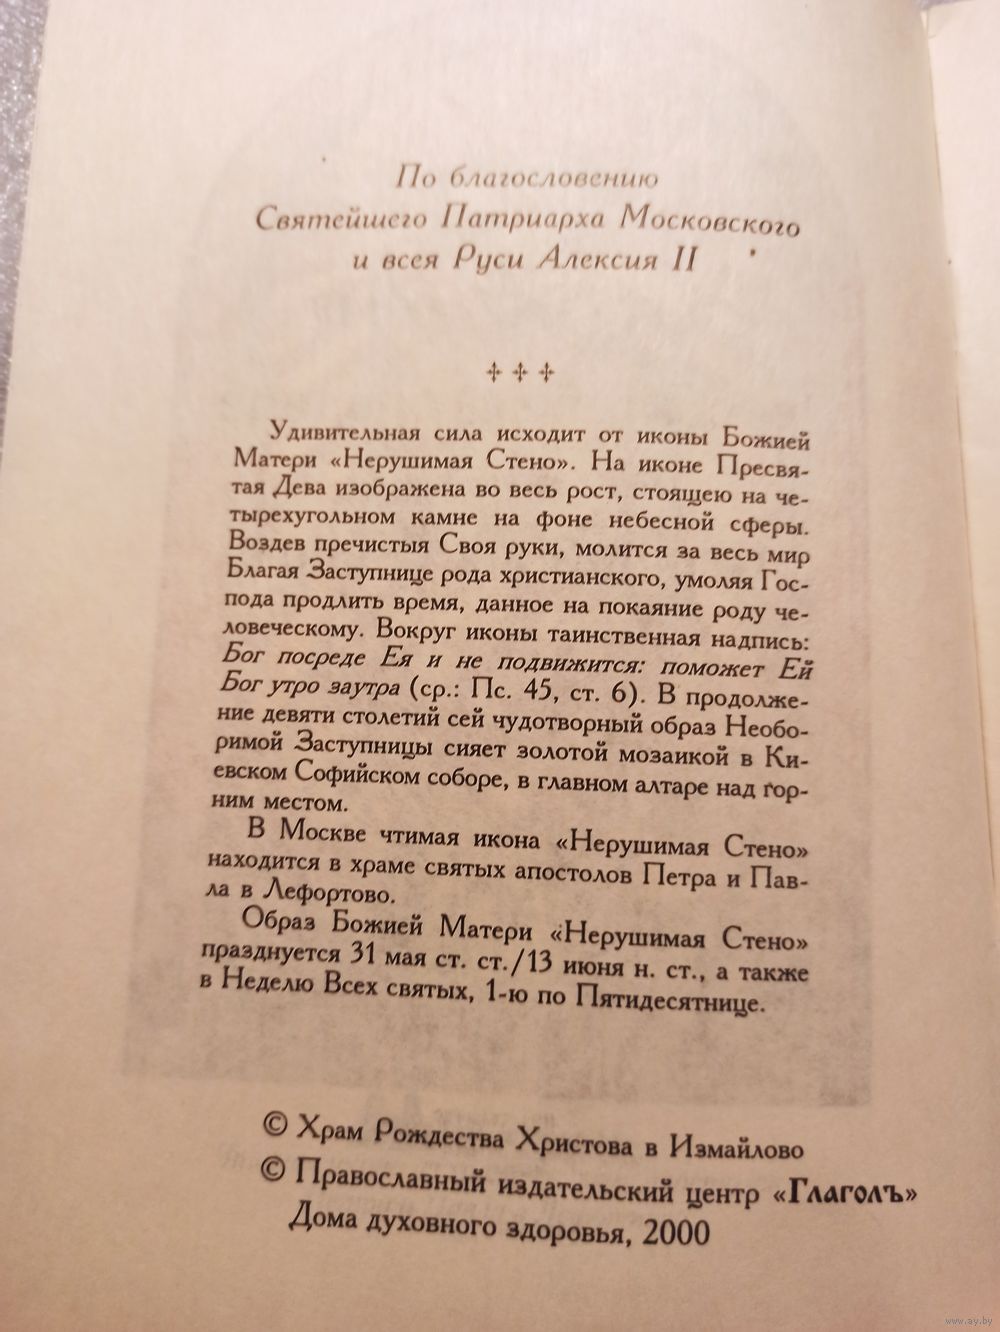 По благословению
Святейшего Патриарха Московского
и всея Руси Алексия II
Удивительная сила исходит от иконы Божией
Матери «Нерушимая Стено». На иконе Пресвя-
тая Дева изображена во весь рост, стоящею на че-
тырехугольном камне на фоне небесной сферы.
Воздев пречистыя Своя руки, молится за весь мир
Благая Заступнице рода христианского, умоляя Гос-
пода продлить время, данное на покаяние роду че-
ловеческому. Вокруг иконы таинственная надпись:
Бог посреде Ея и не подвижится: поможет Ей
Бог утро заутра (ср.: Пс. 45, ст. 6). В продолже-
ние девяти столетий сей чудотворный образ Необо-
римой Заступницы сияет золотой мозаикой в Ки-
евском Софийском соборе, в главном алтаре над гор-
ним местом.
В Москве чтимая икона «Нерушимая Стено»
находится в храме святых апостолов Петра и Пав-
ла в Лефортово.
Образ Божией Матери «Нерушимая Стено»
празднуется 31 мая ст. ст./13 июня н. ст., а также
в Неделю Всех святых, 1-ю по Пятидесятнице.
© Храм Рождества Христова в Измайлово
© Православный издательский центр «Глаголъ»
Дома духовного здоровья, 2000
www.ay.by